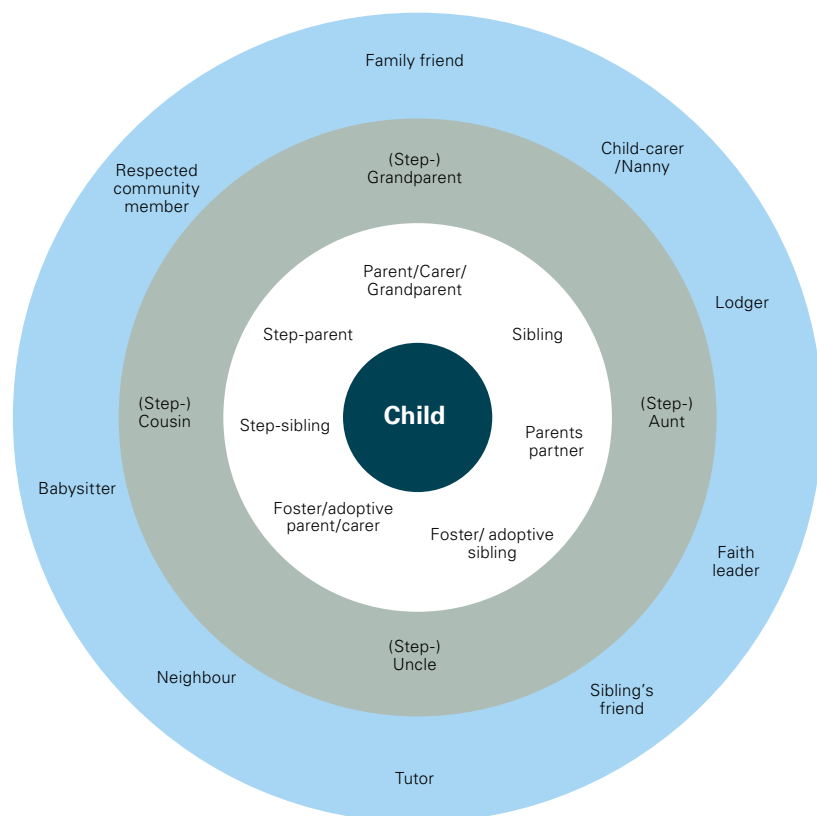 Family friend
Child-carer
/Nanny
Respected
community
member
(Step-)
Grandparent
Parent/Carer/
Grandparent
Lodger
Step-parent
Sibling
(Step-)
Cousin
Step-sibling
Child
Parents
partner
(Step-)
Aunt
Babysitter
Foster/adoptive
parent/carer
Foster/ adoptive
sibling
Faith
leader
(Step-)
Uncle
Neighbour
Sibling’s
friend
Tutor